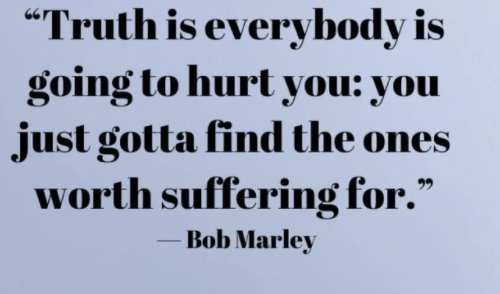 “Truth is everybody is
going to hurt you: you
just gotta find the ones
worth suffering for.”
— Bob Marley